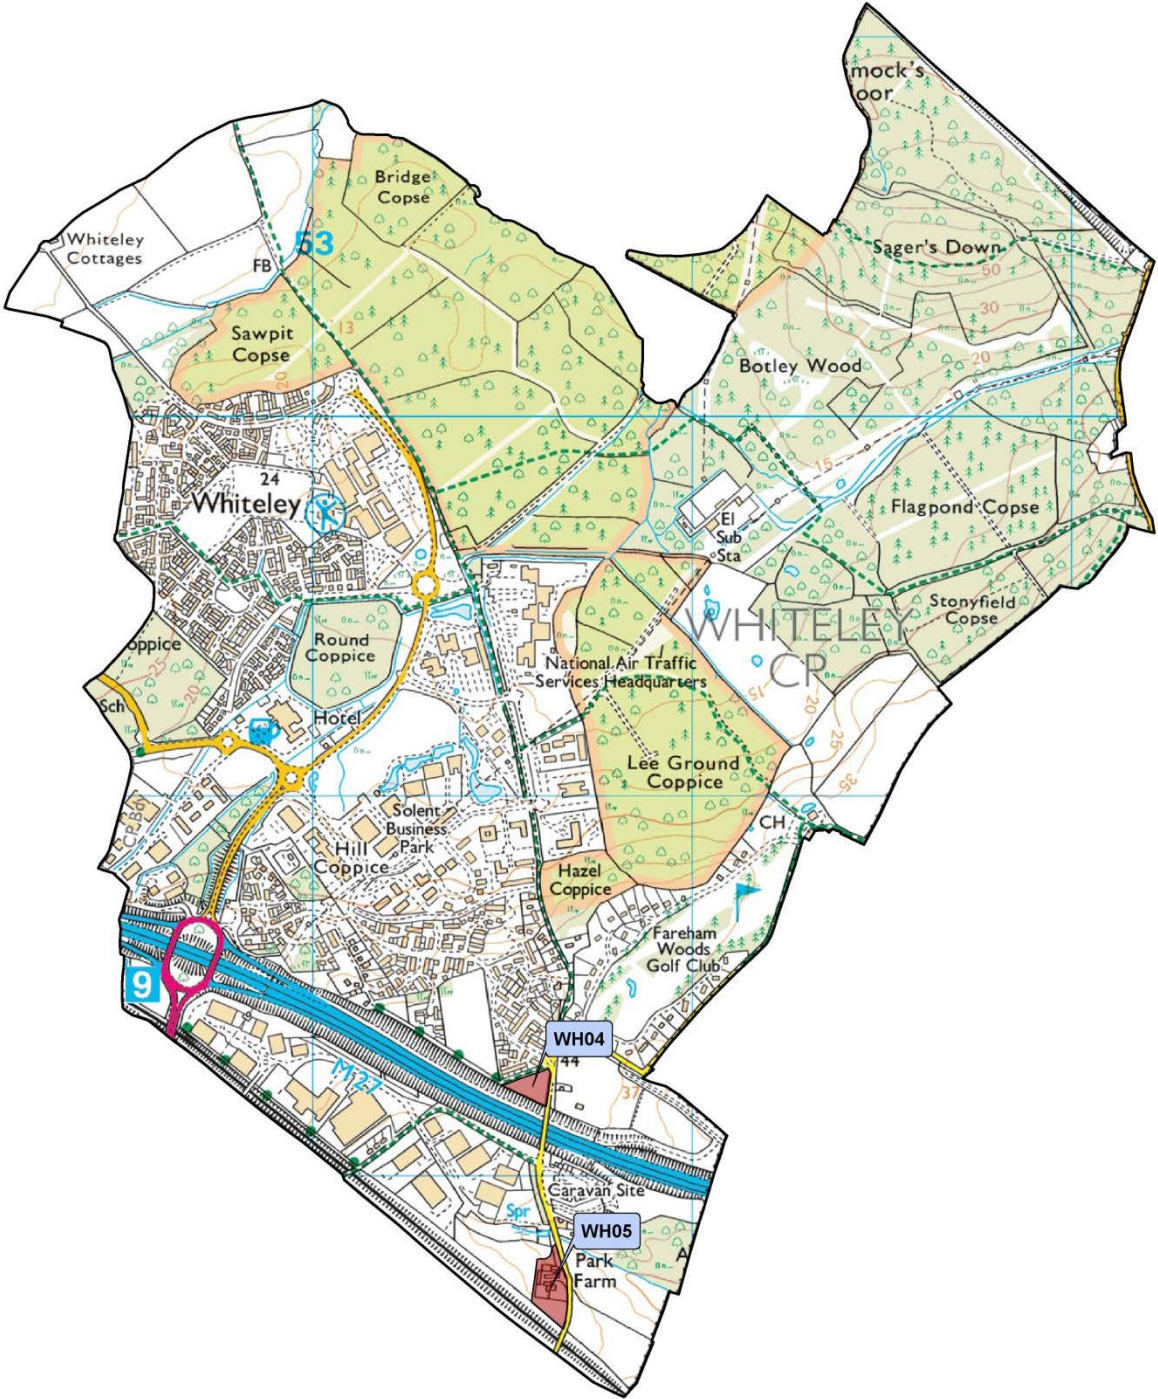 mock's
oor
Bridge
Copse
Whiteley
Cottages
53
FB
Sager's Down
50
30
13
Sawpit
Copse
20
20
Botley Wood
15
24
Whiteley
El
Sub
Sta
Flagpond Copse
Stonyfield
Copse
WHITELEY
CP
oppice
25
20
Round
Coppice
National Air Traffic
Services Headquarters
15
20
25
35
Sch
Hotel
Lee Ground
Coppice
Solent
Business
Park
CH
CP Bdy
Hill
Coppice
Hazel
Coppice
Fareham
Woods
Golf Club
9
WH04
44
M 27
37
Caravan Site
Spr
WH05
Park
Farm
A